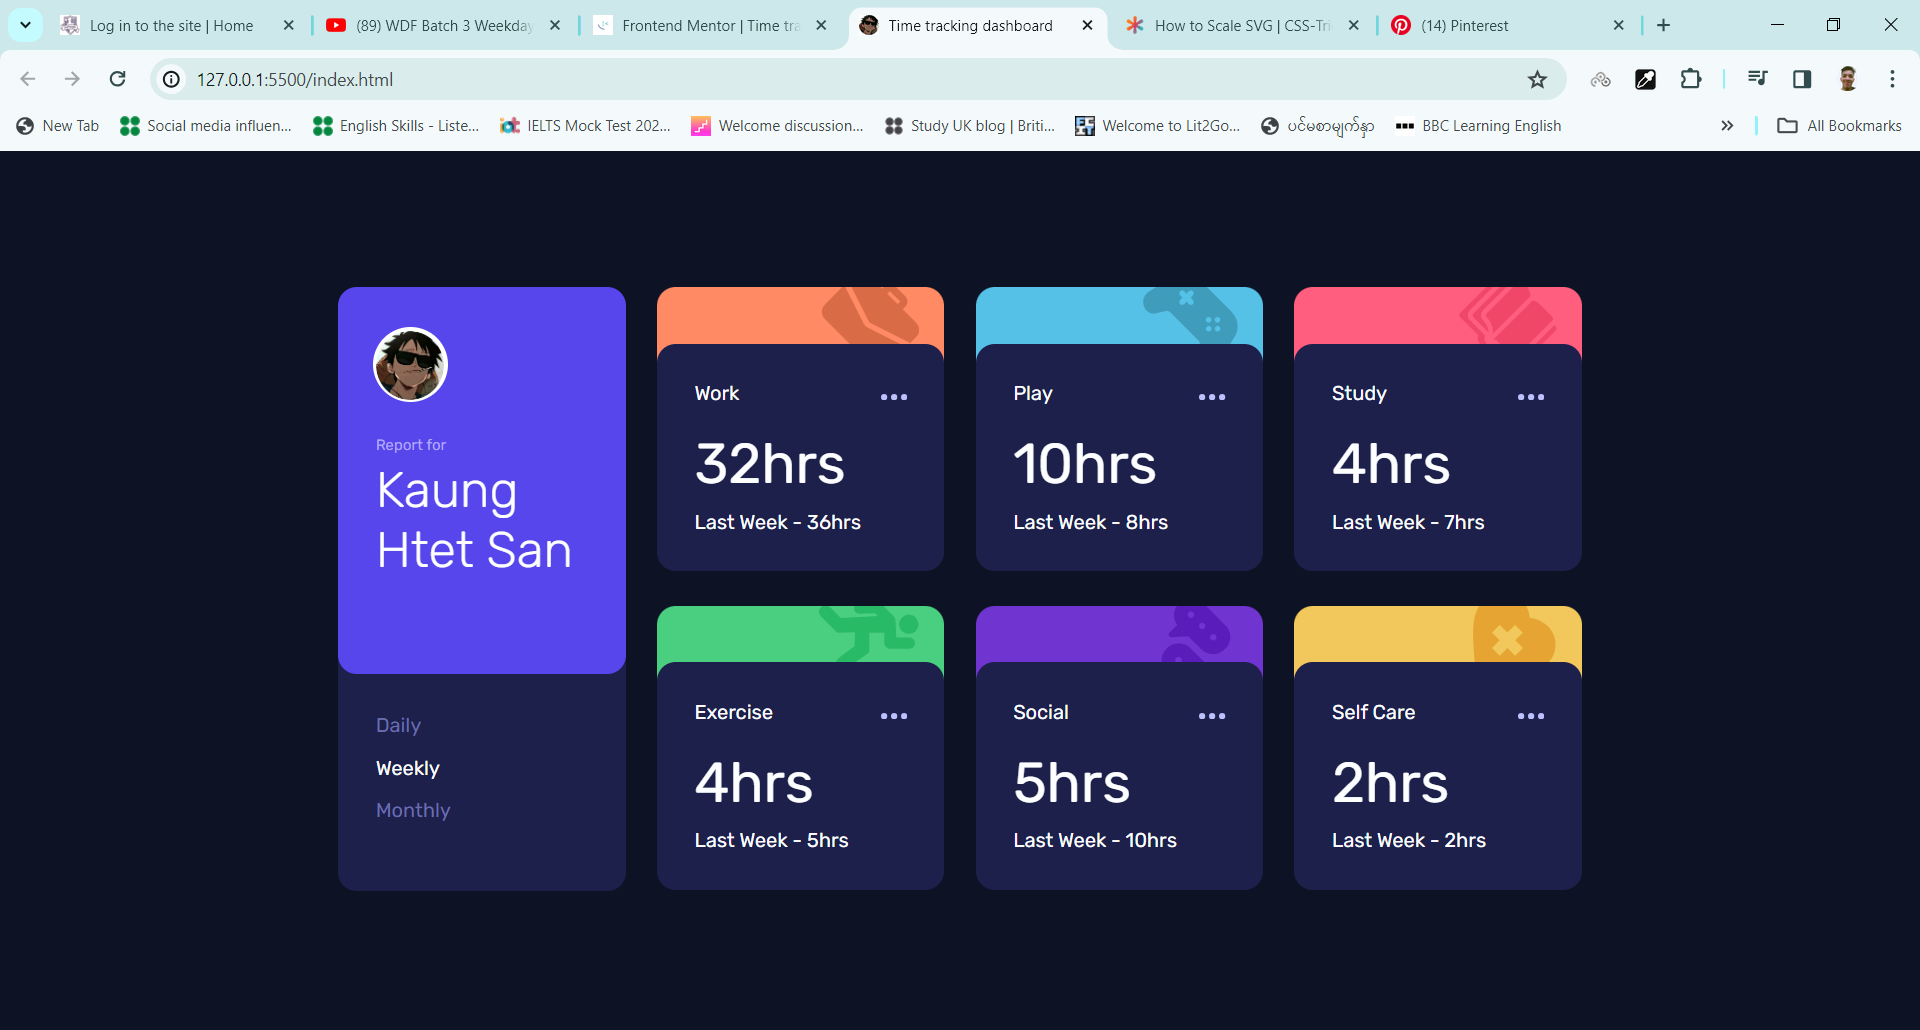 Log in to the site | Home
(89) WDF Batch 3 Weekday
Frontend Mentor | Time tra
Time tracking dashboard
How to Scale SVG | CSS-Tri
(14) Pinterest
127.0.0.1:5500/index.html
New Tab
Social media influen...
English Skills - Liste...
IELTS Mock Test 202...
Welcome discussion...
Study UK blog | Briti...
Welcome to Lit2Go...
ပင်မစာမျက်နှာ
BBC Learning English
All Bookmarks
Report for
Kaung
Htet San
Daily
Weekly
Monthly
Work
32hrs
Last Week - 36hrs
Play
10hrs
Last Week - 8hrs
Study
4hrs
Last Week - 7hrs
Exercise
4hrs
Last Week - 5hrs
Social
5hrs
Last Week - 10hrs
Self Care
2hrs
Last Week - 2hrs